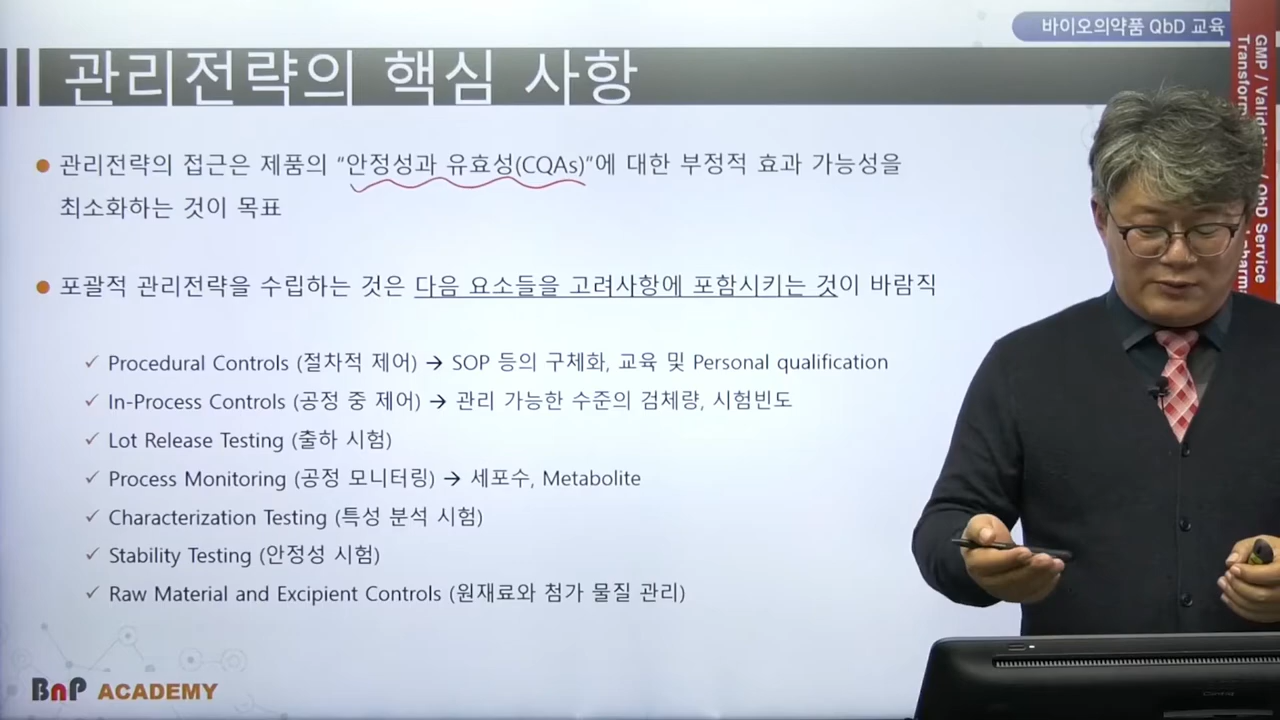 바이오의약품 QbD 교육
관리전략의 핵심 사항
관리전략의 접근은 제품의 “안정성과 유효성(CQAs)”에 대한 부정적 효과 가능성을
최소화하는 것이 목표
포괄적 관리전략을 수립하는 것은 다음 요소들을 고려사항에 포함시키는 것이 바람직
✓ Procedural Controls (절차적 제어) → SOP 등의 구체화, 교육 및 Personal qualification
✓ In-Process Controls (공정 중 제어) → 관리 가능한 수준의 검체량, 시험빈도
✓ Lot Release Testing (출하 시험)
✓ Process Monitoring (공정 모니터링) → 세포수, Metabolite
✓ Characterization Testing (특성 분석 시험)
✓ Stability Testing (안정성 시험)
✓ Raw Material and Excipient Controls (원재료와 첨가 물질 관리)
BnP ACADEMY
GMP / Validation / QbD Service